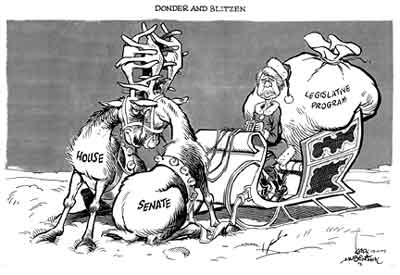 DONDER AND BLITZEN
LEGISLATIVE
PROGRAM
HOUSE
SENATE